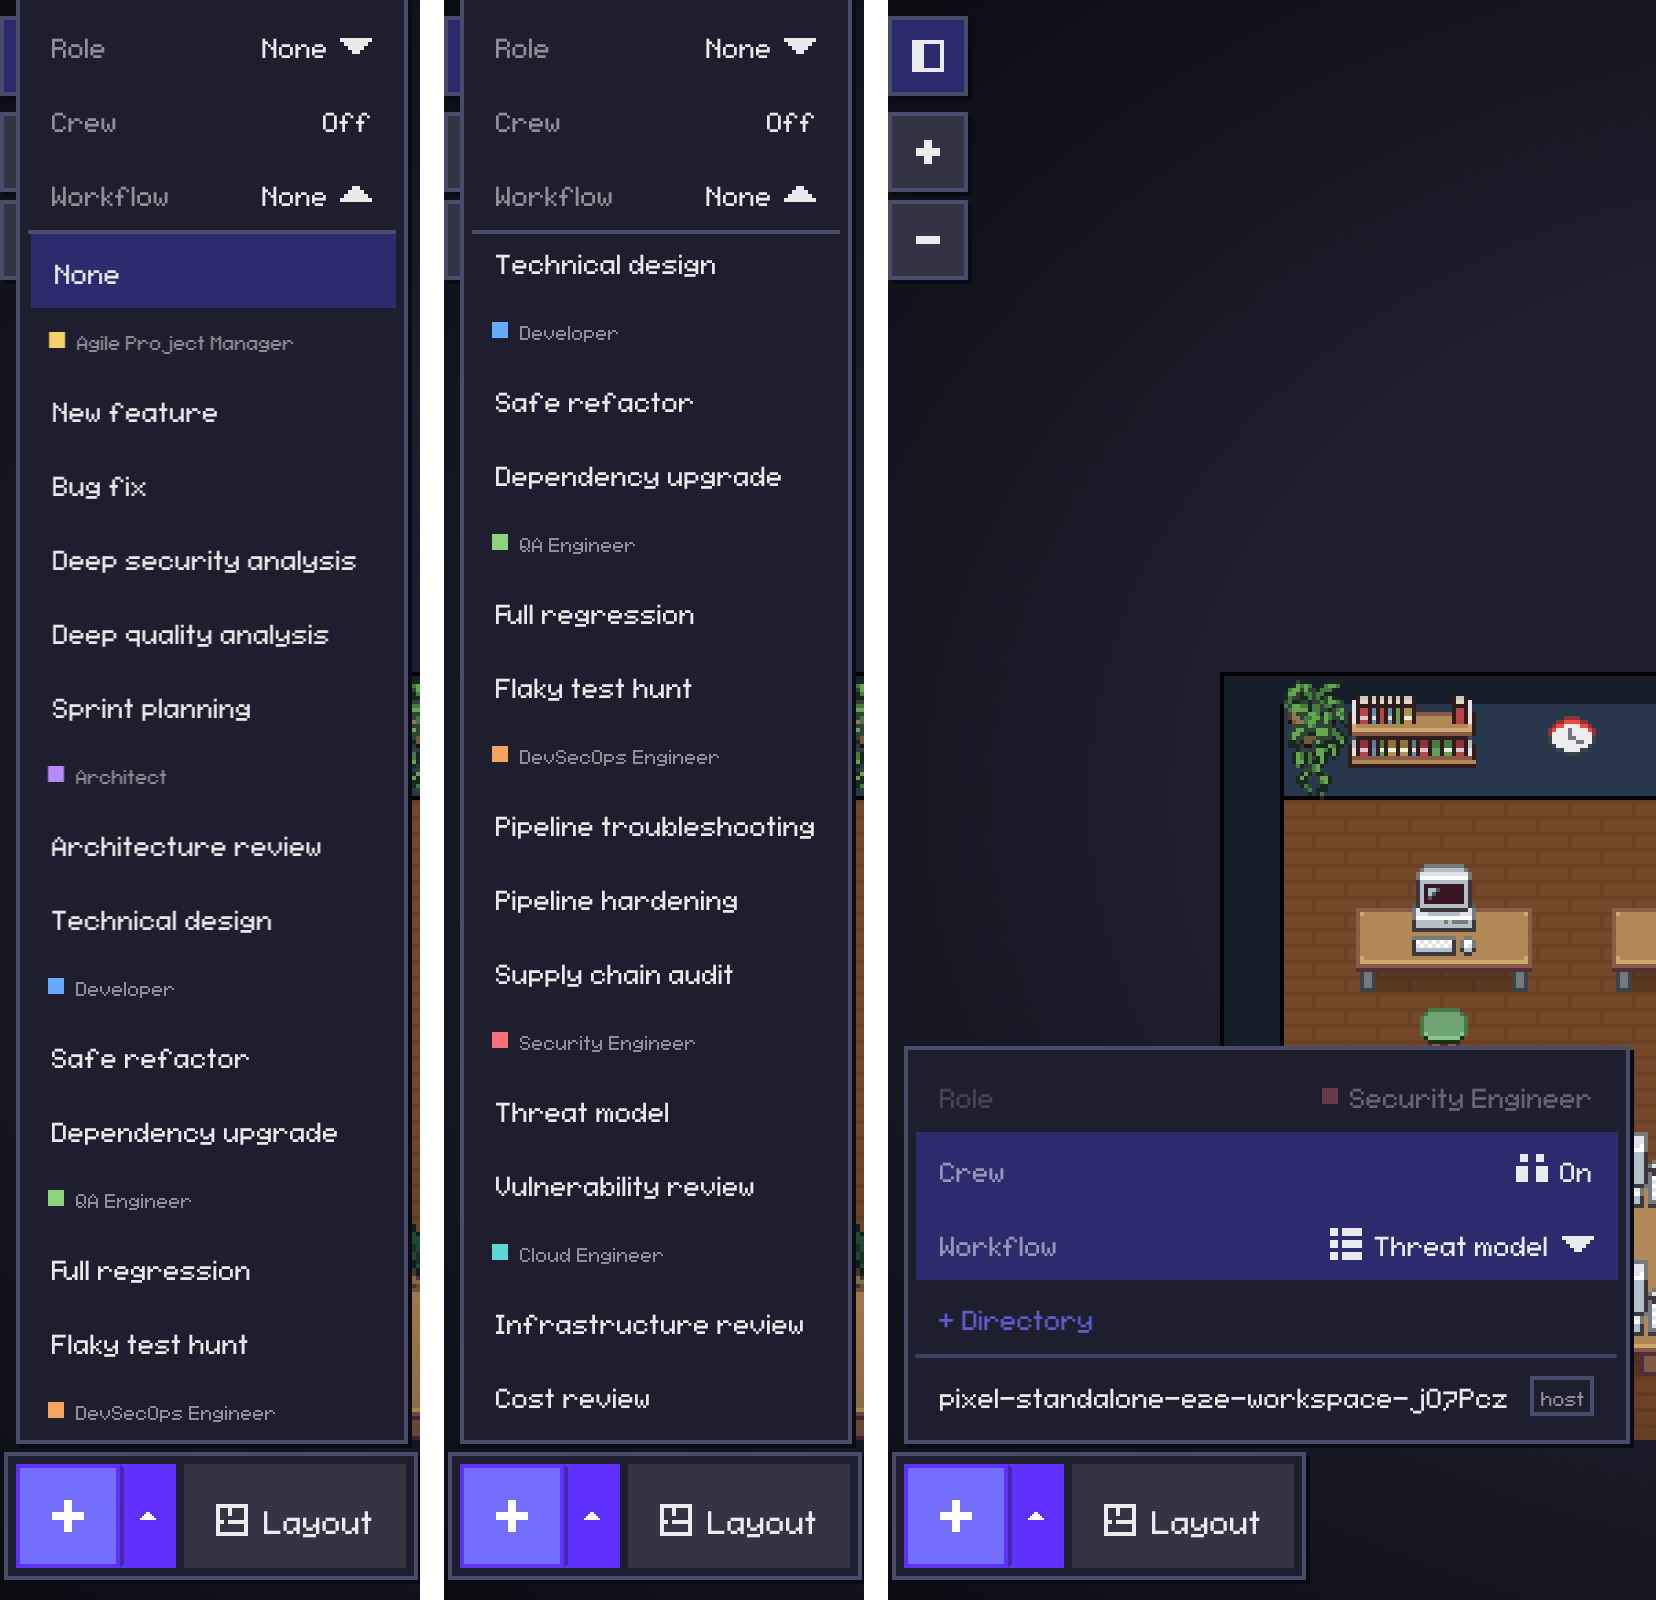 Role None
Crew Off
Workflow None
None
Agile Project Manager
New feature
Bug fix
Deep security analysis
Deep quality analysis
Sprint planning
Architect
Architecture review
Technical design
Developer
Safe refactor
Dependency upgrade
QA Engineer
Full regression
Flaky test hunt
DevSecOps Engineer
+ Layout
Role None
Crew Off
Workflow None
Technical design
Developer
Safe refactor
Dependency upgrade
QA Engineer
Full regression
Flaky test hunt
DevSecOps Engineer
Pipeline troubleshooting
Pipeline hardening
Supply chain audit
Security Engineer
Threat model
Vulnerability review
Cloud Engineer
Infrastructure review
Cost review
+ Layout
+
-
Role Security Engineer
Crew On
Workflow Threat model
+ Directory
pixel-standalone-e2e-workspace-j07Pcz host
+ Layout